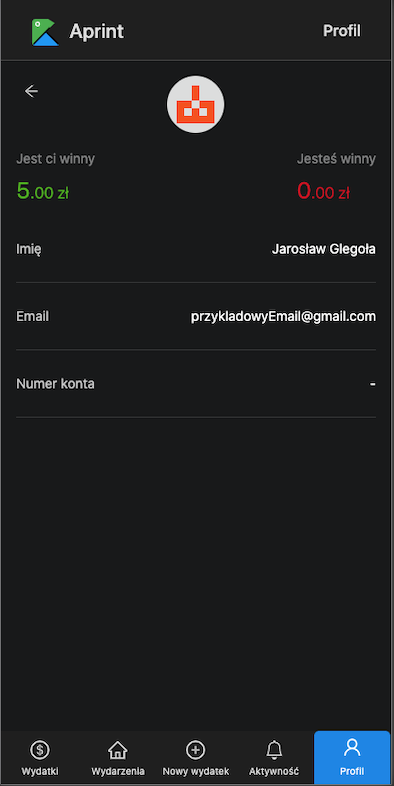 Aprint
Profil
Jest ci winny Jesteś winny
5.00 zł 0.00 zł
Imię Jarosław Glegoła
Email przykladowyEmail@gmail.com
Numer konta -
Wydatki Wydarzenia Nowy wydatek Aktywność Profil